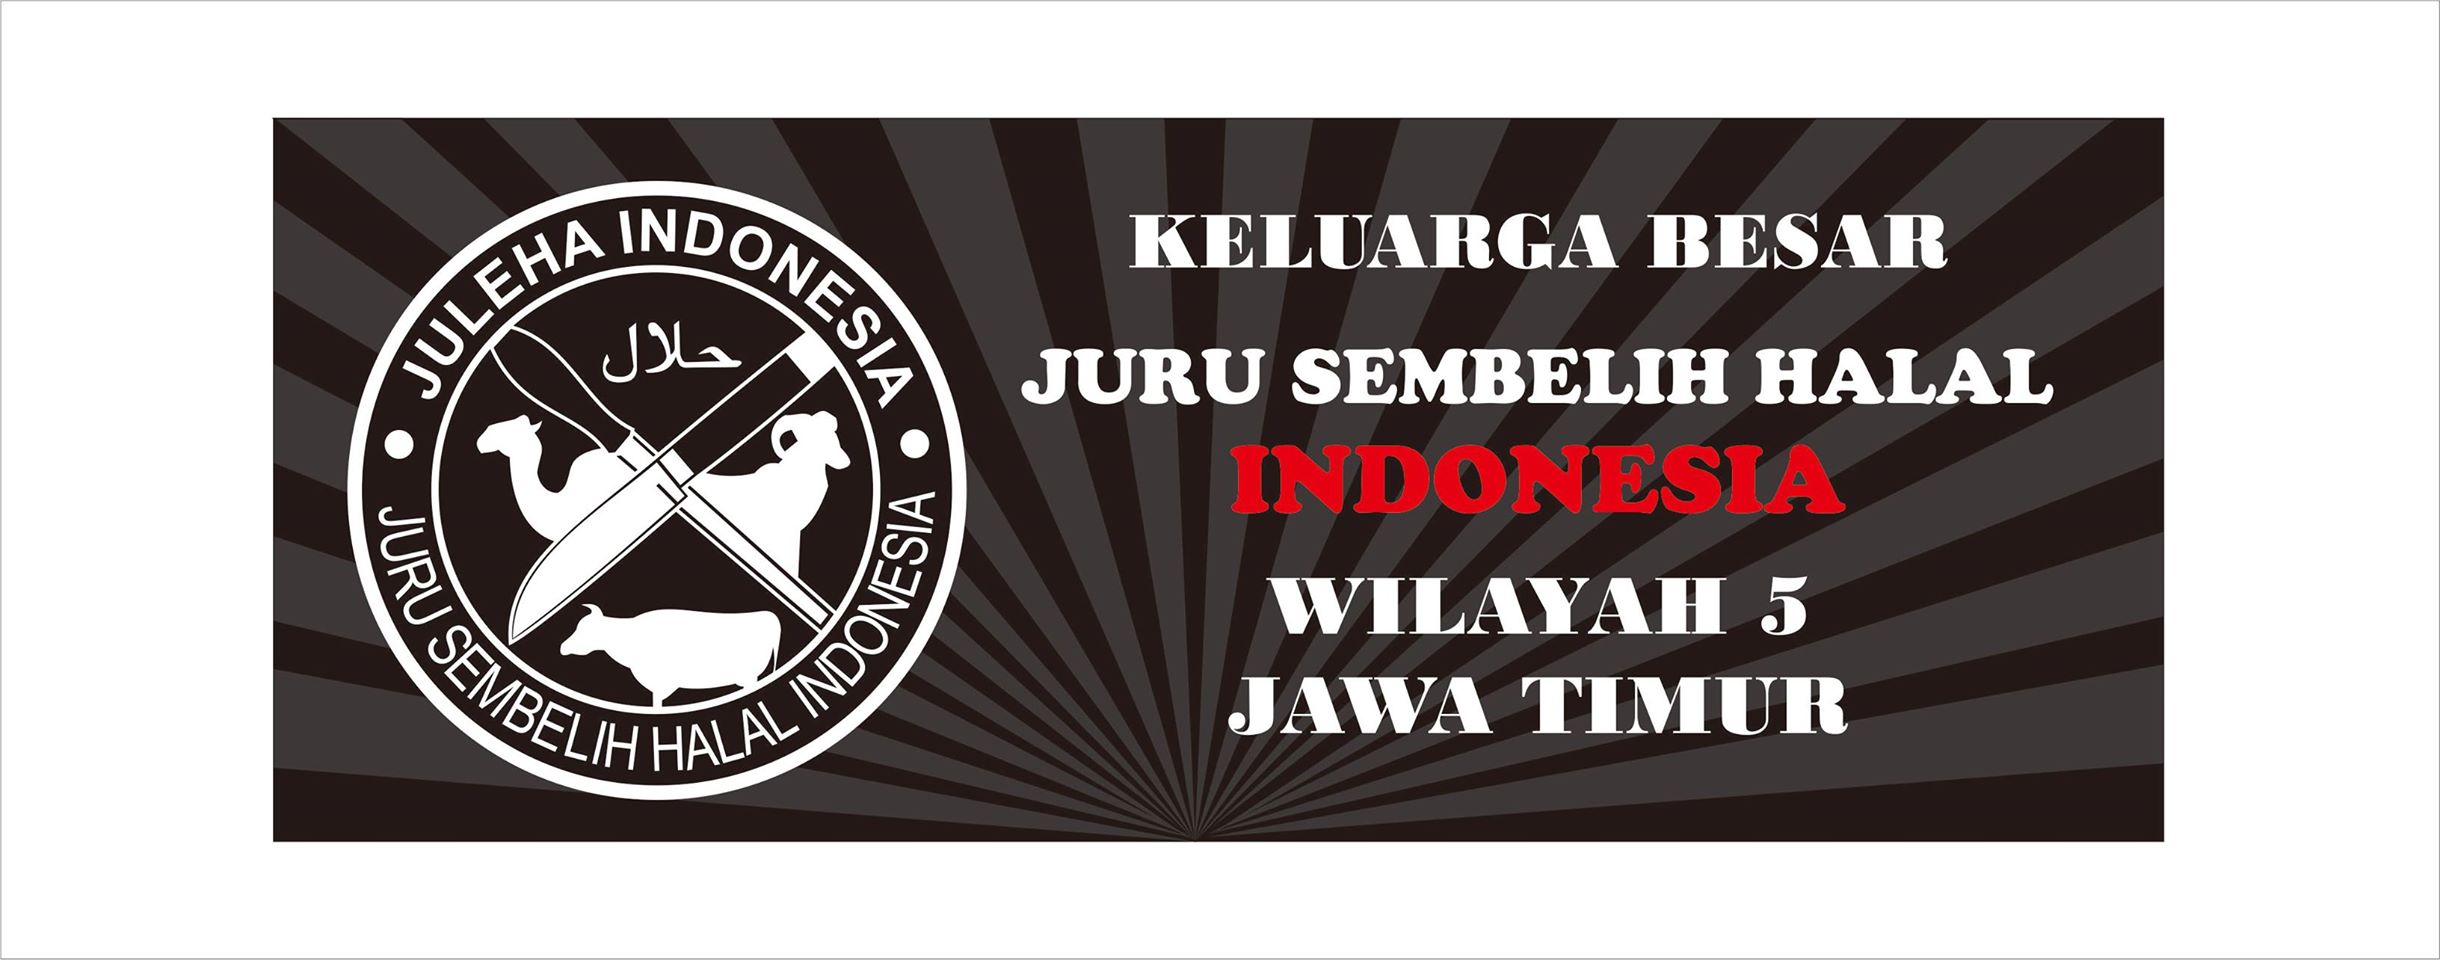 JULEHA INDONESIA
حلال
JURU SEMBELIH HALAL INDONESIA
KELUARGA BESAR
JURU SEMBELIH HALAL
INDONESIA
WILAYAH 5
JAWA TIMUR